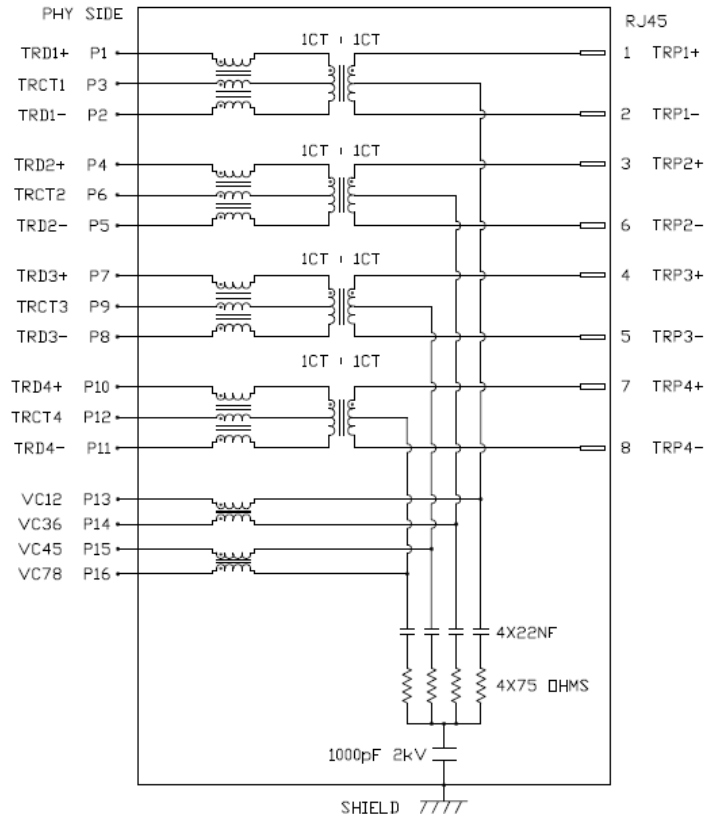 PHY SIDE
RJ45
1CT : 1CT
TRD1+ P1 1 TRP1+
TRCT1 P3
TRD1- P2 2 TRP1-
1CT : 1CT
TRD2+ P4 3 TRP2+
TRCT2 P6
TRD2- P5 6 TRP2-
1CT : 1CT
TRD3+ P7 4 TRP3+
TRCT3 P9
TRD3- P8 5 TRP3-
1CT : 1CT
TRD4+ P10 7 TRP4+
TRCT4 P12
TRD4- P11 8 TRP4-
VC12 P13
VC36 P14
VC45 P15
VC78 P16
4X22NF
4X75 OHMS
1000pF 2kV
SHIELD